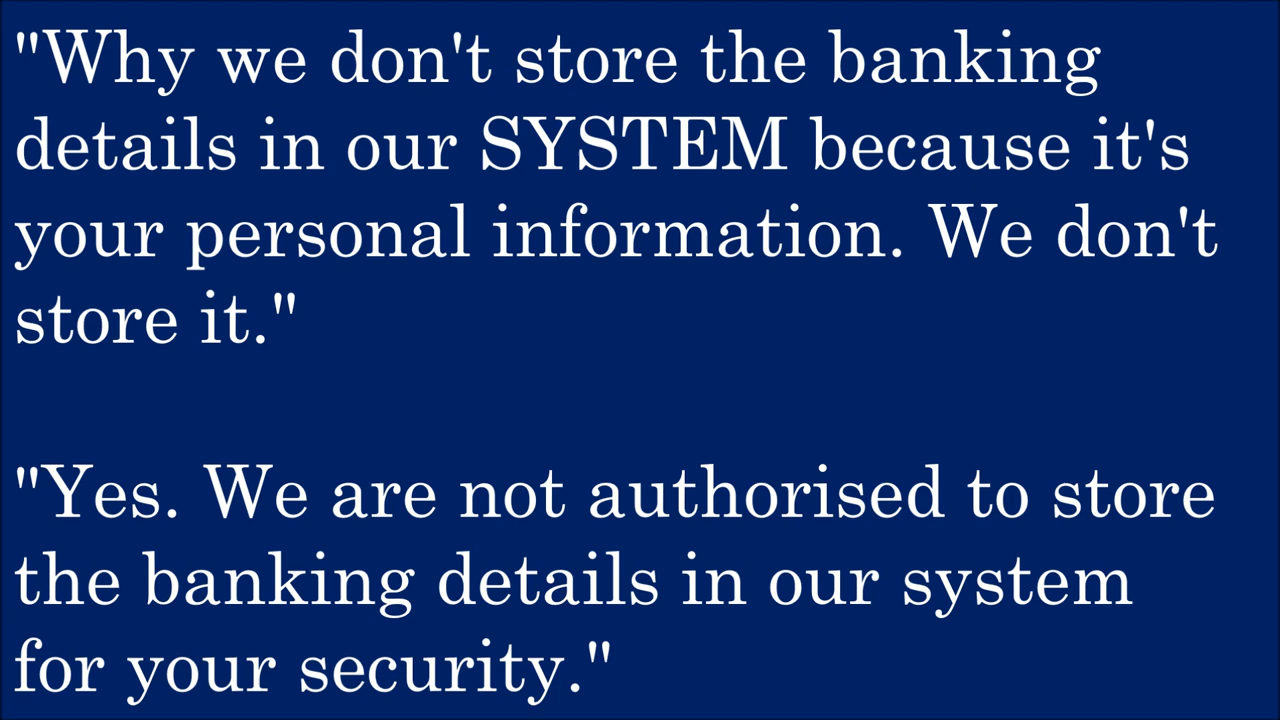 "Why we don't store the banking
details in our SYSTEM because it's
your personal information. We don't
store it."
"Yes. We are not authorised to store
the banking details in our system
for your security."